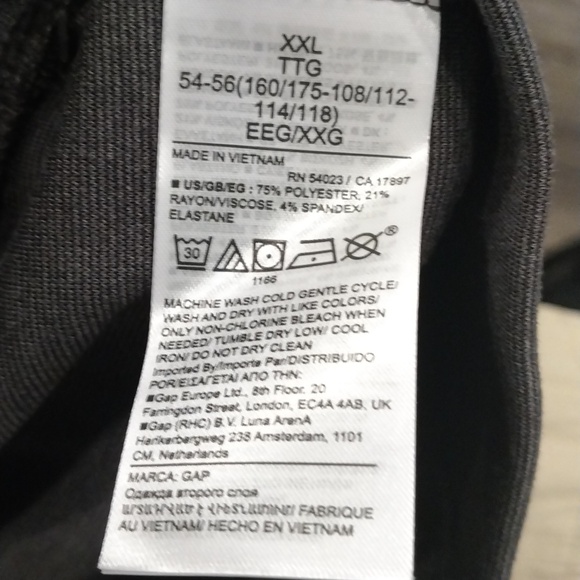 XXL
TTG
54-56(160/175-108/112-
114/118)
EEG/XXG
MADE IN VIETNAM
RN 54023 / CA 17897
■ US/GB/EG : 75% POLYESTER, 21%
RAYON/VISCOSE, 4% SPANDEX/
ELASTANE
30
®
1166
MACHINE WASH COLD GENTLE CYCLE/
WASH AND DRY WITH LIKE COLORS/
ONLY NON-CHLORINE BLEACH WHEN
NEEDED/ TUMBLE DRY LOW/ COOL
IRON/ DO NOT DRY CLEAN
Imported By/Importe Par/DISTRIBUIDO
POR/ΕΙΣΑΓΕΤΑΙ ΑΠΟ ΤΗΝ:
■Gap Europe Ltd., 8th Floor, 20
Farringdon Street, London, EC4A 4AB, UK
■Gap (RHC) B.V. Luna ArenA
Herikerbergweg 238 Amsterdam, 1101
CM, Netherlands
MARCA: GAP
Одежда второго слоя
FABRIQUE
AU VIETNAM/ HECHO EN VIETNAM